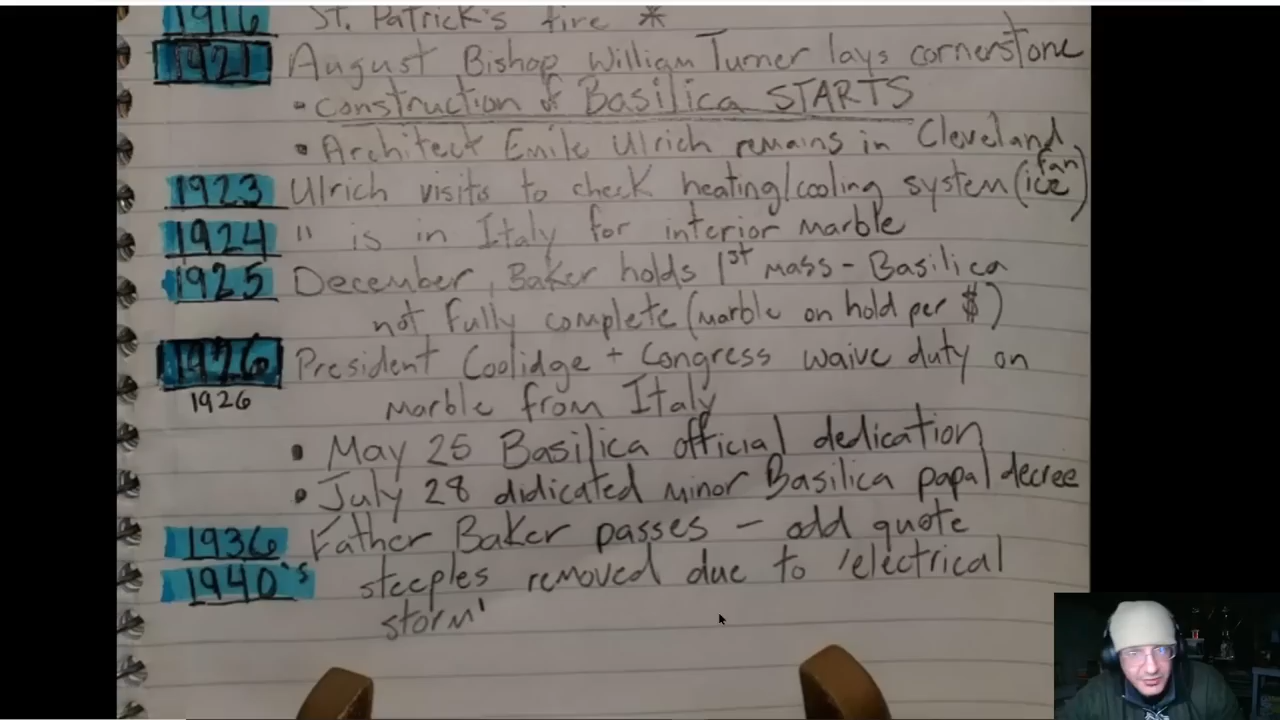 1916 St. Patrick's fire *
1921 August Bishop William Turner lays cornerstone
• construction of Basilica STARTS
• Architect Emile Ulrich remains in Cleveland
1923 Ulrich visits to check heating/cooling system (ice fan)
1924 " is in Italy for interior marble
1925 December, Baker holds 1st mass - Basilica
not fully complete (marble on hold per $)
1926 President Coolidge + Congress waive duty on
1926 marble from Italy
• May 25 Basilica official dedication
• July 28 didicated minor Basilica papal decree
1936 Father Baker passes - add quote
1940's steeples removed due to 'electrical
storm'